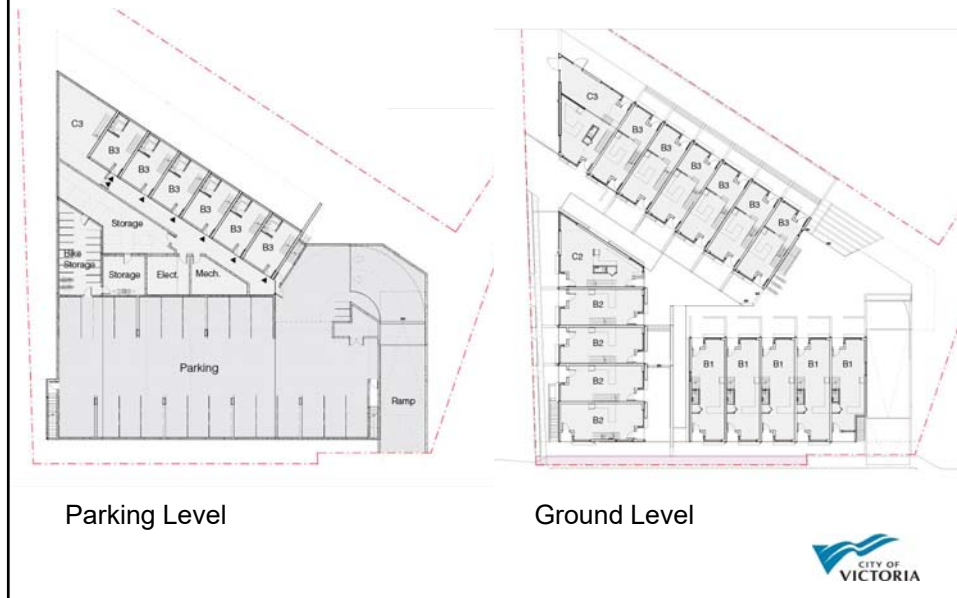 C3
B3
B3
B3
B3
B3
B3
Storage
Bike
Storage
Storage
Elect.
Mech.
Parking
Ramp
Parking Level
C3
B3
B3
B3
B3
B3
B3
C2
B2
B2
B2
B2
B1
B1
B1
B1
B1
Ground Level
CITY OF
VICTORIA